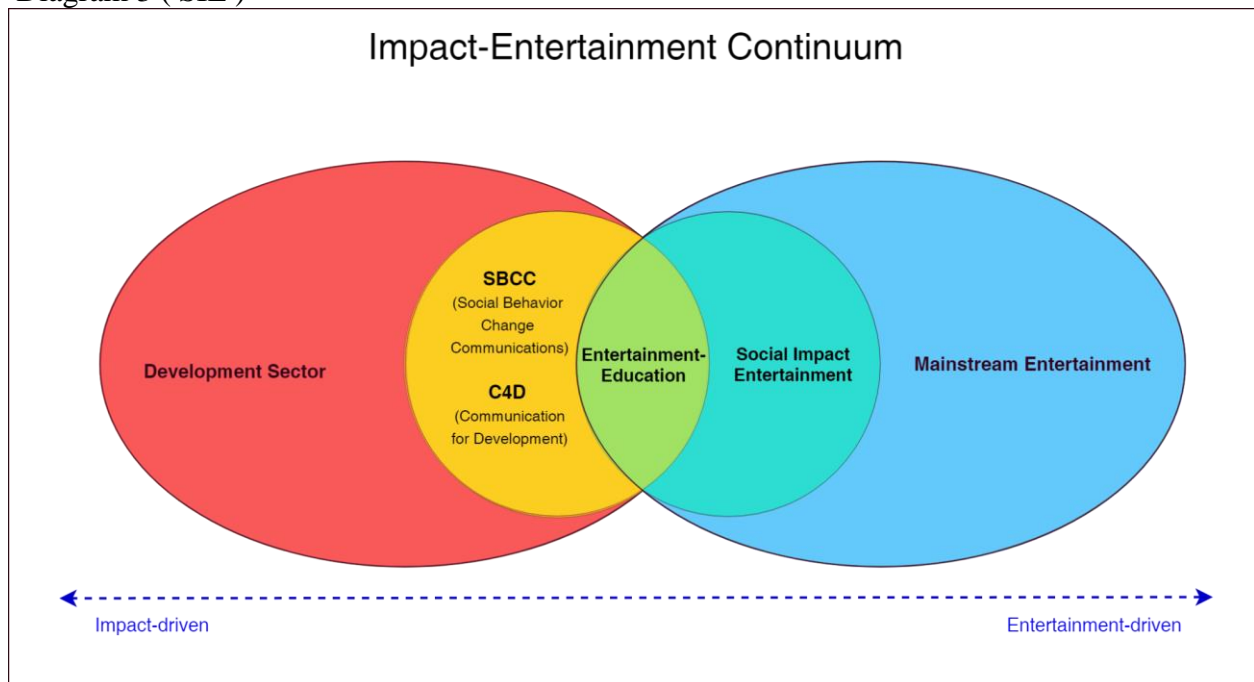 Diagram 3 ( SIE )
Impact-Entertainment Continuum
Development Sector
SBCC
(Social Behavior
Change
Communications)
C4D
(Communication
for Development)
Entertainment-
Education
Social Impact
Entertainment
Mainstream Entertainment
Impact-driven
Entertainment-driven